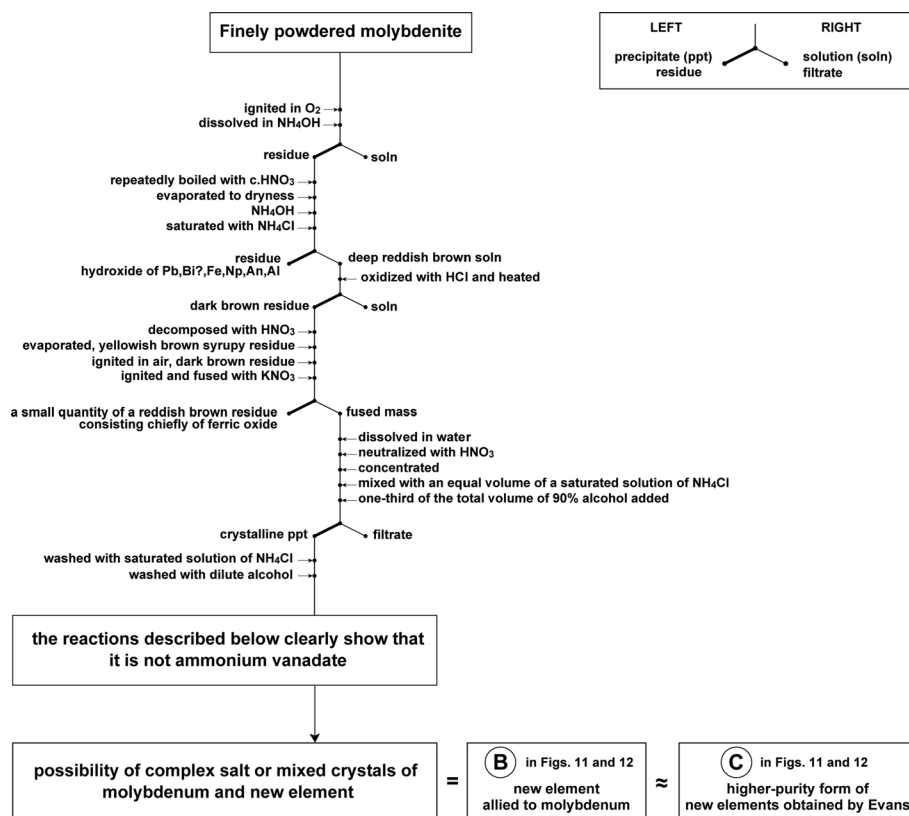 Finely powdered molybdenite
LEFT
RIGHT
precipitate (ppt)
residue
solution (soln)
filtrate
ignited in O₂
dissolved in NH₄OH
residue
soln
repeatedly boiled with c.HNO₃
evaporated to dryness
NH₄OH
saturated with NH₄Cl
residue
hydroxide of Pb,Bi?,Fe,Np,An,Al
deep reddish brown soln
oxidized with HCl and heated
dark brown residue
soln
decomposed with HNO₃
evaporated, yellowish brown syrupy residue
ignited in air, dark brown residue
ignited and fused with KNO₃
a small quantity of a reddish brown residue
consisting chiefly of ferric oxide
fused mass
dissolved in water
neutralized with HNO₃
concentrated
mixed with an equal volume of a saturated solution of NH₄Cl
one-third of the total volume of 90% alcohol added
crystalline ppt
filtrate
washed with saturated solution of NH₄Cl
washed with dilute alcohol
the reactions described below clearly show that
it is not ammonium vanadate
possibility of complex salt or mixed crystals of
molybdenum and new element
=
B in Figs. 11 and 12
new element
allied to molybdenum
≈
C in Figs. 11 and 12
higher-purity form of
new elements obtained by Evans